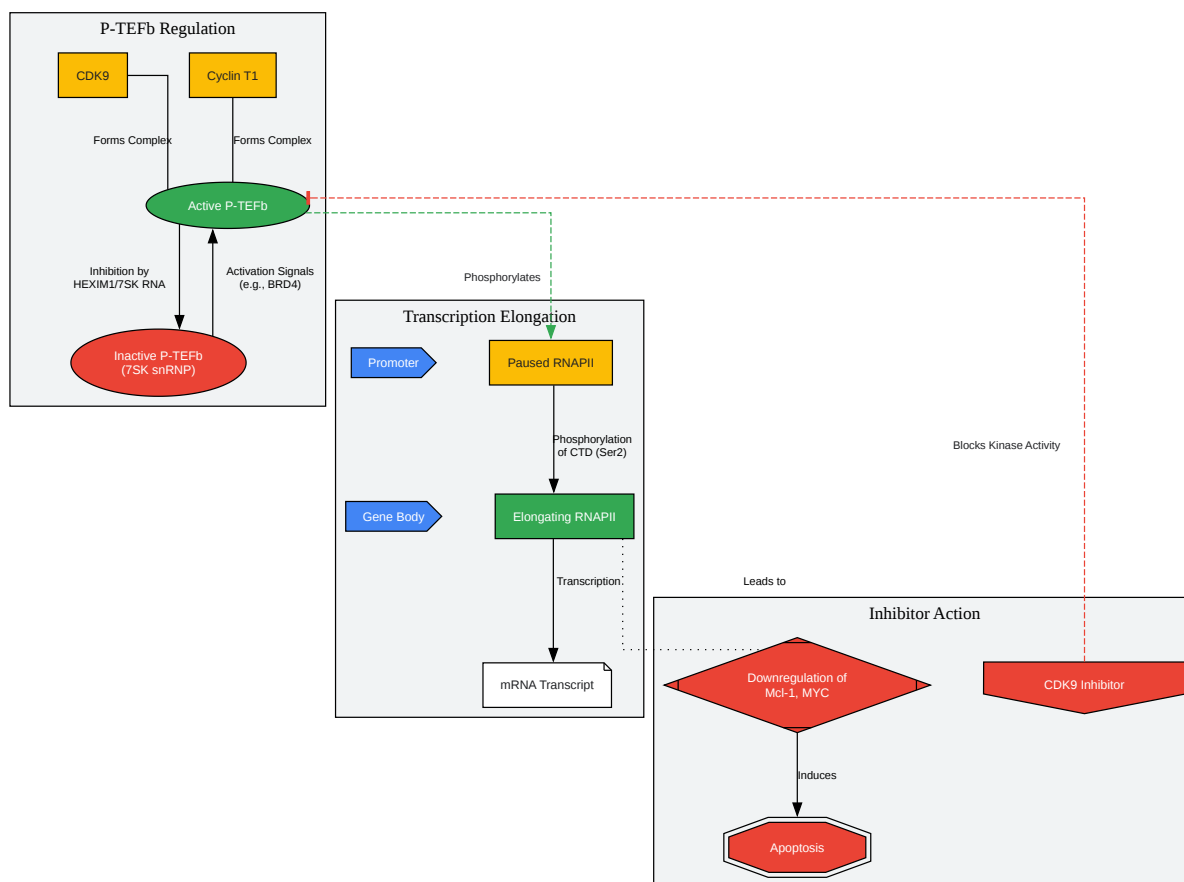 P-TEFb Regulation
CDK9
Cyclin T1
Forms Complex
Forms Complex
Active P-TEFb
Inhibition by
HEXIM1/7SK RNA
Activation Signals
(e.g., BRD4)
Inactive P-TEFb
(7SK snRNP)
Phosphorylates
Transcription Elongation
Promoter
Paused RNAPII
Phosphorylation
of CTD (Ser2)
Gene Body
Elongating RNAPII
Transcription
mRNA Transcript
Blocks Kinase Activity
Leads to
Inhibitor Action
Downregulation of
Mcl-1, MYC
CDK9 Inhibitor
Induces
Apoptosis